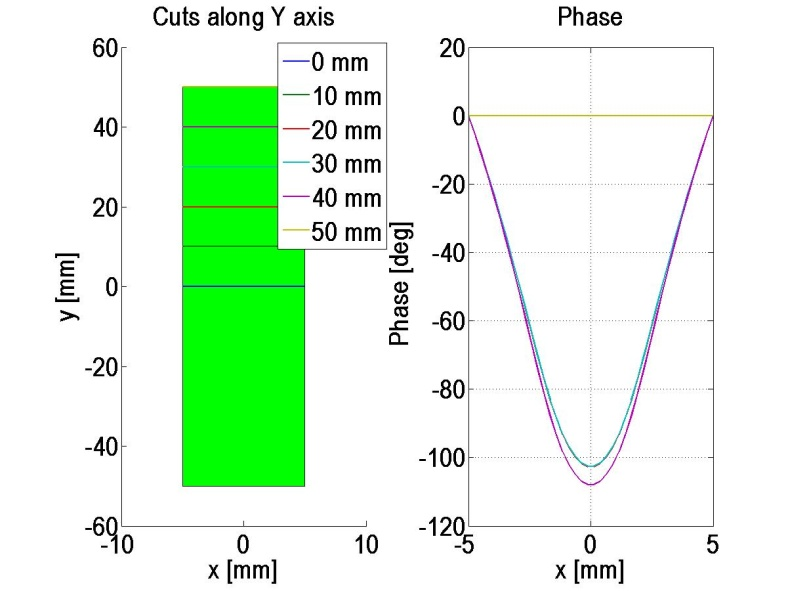 Cuts along Y axis
60
40
20
0
-20
-40
-60
-10
0
10
x [mm]
y [mm]
0 mm
10 mm
20 mm
30 mm
40 mm
50 mm
Phase
20
0
-20
-40
-60
-80
-100
-120
-5
0
5
x [mm]
Phase [deg]